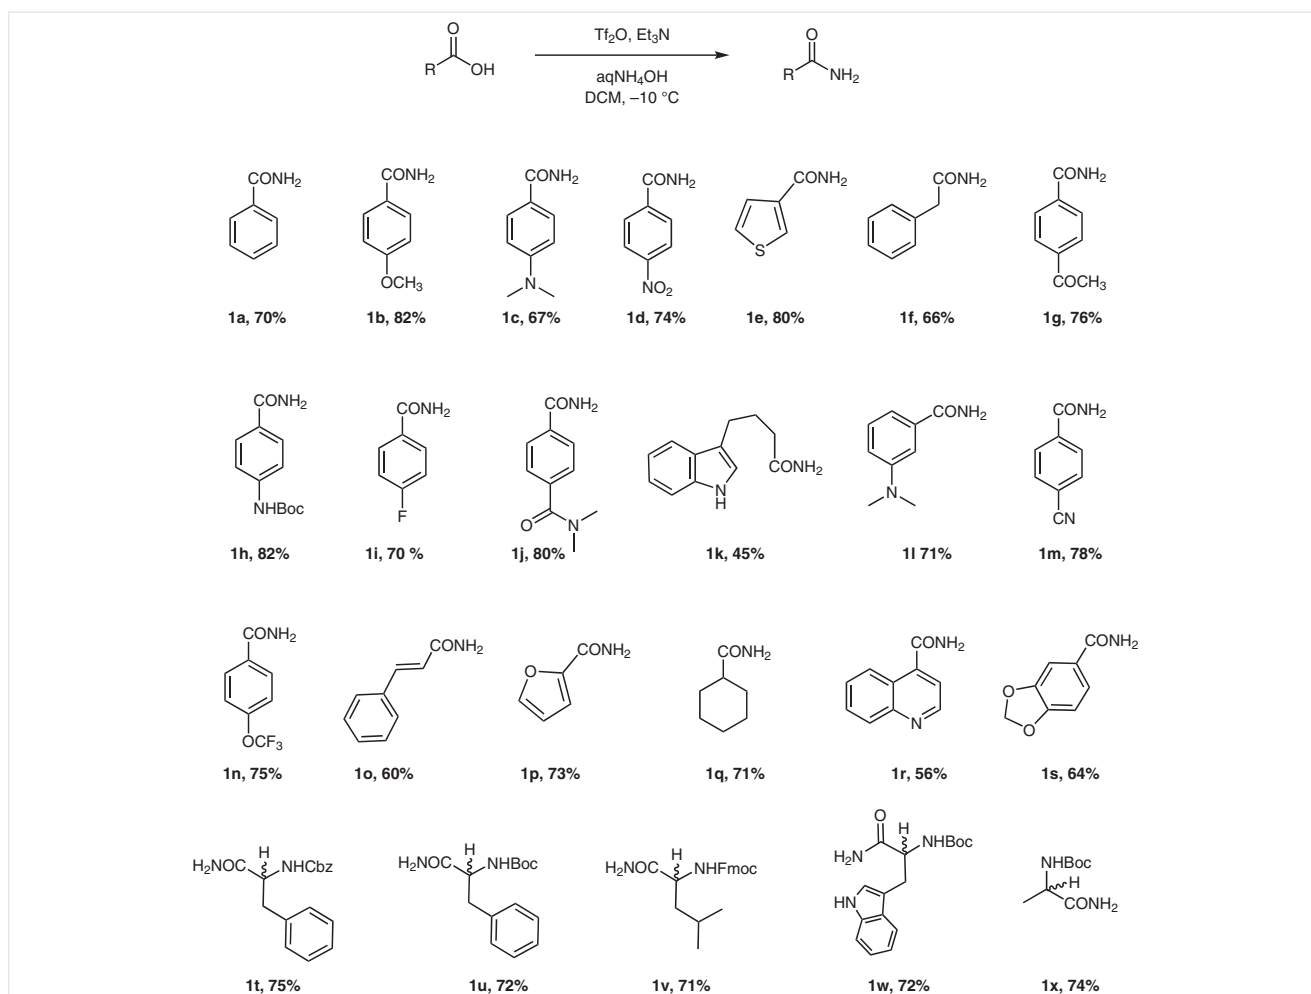 O
R
OH
Tf2O, Et3N
aqNH4OH
DCM, –10 °C
O
R
NH2
CONH2
OCH3
CONH2
N
CONH2
NO2
CONH2
S
CONH2
CONH2
CONH2
COCH3
CONH2
1a, 70%
1b, 82%
1c, 67%
1d, 74%
1e, 80%
1f, 66%
1g, 76%
CONH2
NHBoc
CONH2
F
CONH2
O
N
CONH2
N
H
CONH2
N
CONH2
CN
1h, 82%
1i, 70 %
1j, 80%
1k, 45%
1l 71%
1m, 78%
CONH2
OCF3
CONH2
O
CONH2
CONH2
CONH2
N
CONH2
O
O
1n, 75%
1o, 60%
1p, 73%
1q, 71%
1r, 56%
1s, 64%
H2NOC
H
NHCbz
H2NOC
H
NHBoc
H2NOC
H
NHFmoc
O
H2N
H
NHBoc
HN
NHBoc
H
CONH2
1t, 75%
1u, 72%
1v, 71%
1w, 72%
1x, 74%